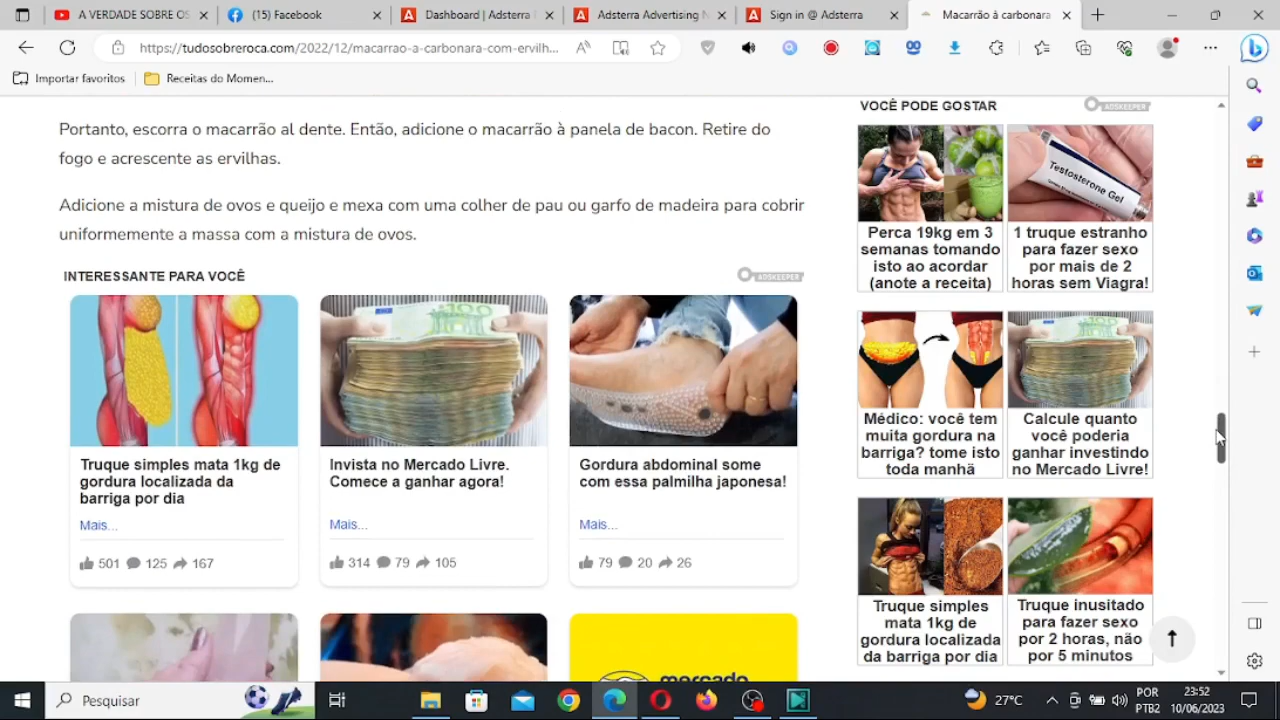 A VERDADE SOBRE OS
(15) Facebook
Dashboard | Adsterra
Adsterra Advertising N
Sign in @ Adsterra
Macarrão à carbonara
https://tudosobreroca.com/2022/12/macarrao-a-carbonara-com-ervilh...
Importar favoritos
Receitas do Momen...
Portanto, escorra o macarrão al dente. Então, adicione o macarrão à panela de bacon. Retire do
fogo e acrescente as ervilhas.
Adicione a mistura de ovos e queijo e mexa com uma colher de pau ou garfo de madeira para cobrir
uniformemente a massa com a mistura de ovos.
INTERESSANTE PARA VOCÊ
ADSKEEPER
100
Truque simples mata 1kg de
gordura localizada da
barriga por dia
Mais...
501 125 167
Invista no Mercado Livre.
Comece a ganhar agora!
Mais...
314 79 105
Gordura abdominal some
com essa palmilha japonesa!
Mais...
79 20 26
mercado
VOCÊ PODE GOSTAR
ADSKEEPER
Perca 19kg em 3
semanas tomando
isto ao acordar
(anote a receita)
Testosterone Gel
1 truque estranho
para fazer sexo
por mais de 2
horas sem Viagra!
Médico: você tem
muita gordura na
barriga? tome isto
toda manhã
Calcule quanto
você poderia
ganhar investindo
no Mercado Livre!
Truque simples
mata 1kg de
gordura localizada
da barriga por dia
Truque inusitado
para fazer sexo
por 2 horas, não
por 5 minutos
Pesquisar
27°C
POR
PTB2
23:52
10/06/2023